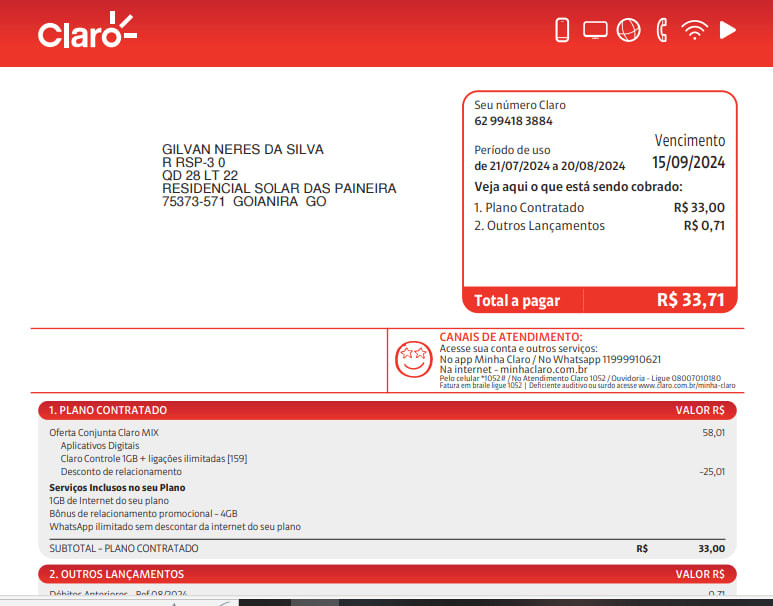 Claro
Seu número Claro
62 99418 3884
Período de uso
de 21/07/2024 a 20/08/2024
Vencimento
15/09/2024
Veja aqui o que está sendo cobrado:
1. Plano Contratado R$ 33,00
2. Outros Lançamentos R$ 0,71
Total a pagar R$ 33,71
GILVAN NERES DA SILVA
R RSP-3 0
QD 28 LT 22
RESIDENCIAL SOLAR DAS PAINEIRA
75373-571 GOIANIRA GO
CANAIS DE ATENDIMENTO:
Acesse sua conta e outros serviços:
No app Minha Claro / No Whatsapp 11999910621
Na internet - minhaclaro.com.br
Pelo celular *1052# / No Atendimento Claro 1052 / Ouvidoria - Ligue 08007010180
Fatura em braile ligue 1052 | Deficiente auditivo ou surdo acesse www.claro.com.br/minha-claro
1. PLANO CONTRATADO VALOR R$
Oferta Conjunta Claro MIX 58,01
Aplicativos Digitais
Claro Controle 1GB + ligações ilimitadas [159]
Desconto de relacionamento -25,01
Serviços Inclusos no seu Plano
1GB de Internet do seu plano
Bônus de relacionamento promocional - 4GB
WhatsApp ilimitado sem descontar da internet do seu plano
SUBTOTAL - PLANO CONTRATADO R$ 33,00
2. OUTROS LANÇAMENTOS VALOR R$
Débitos Anteriores - Ref 08/2024 0,71